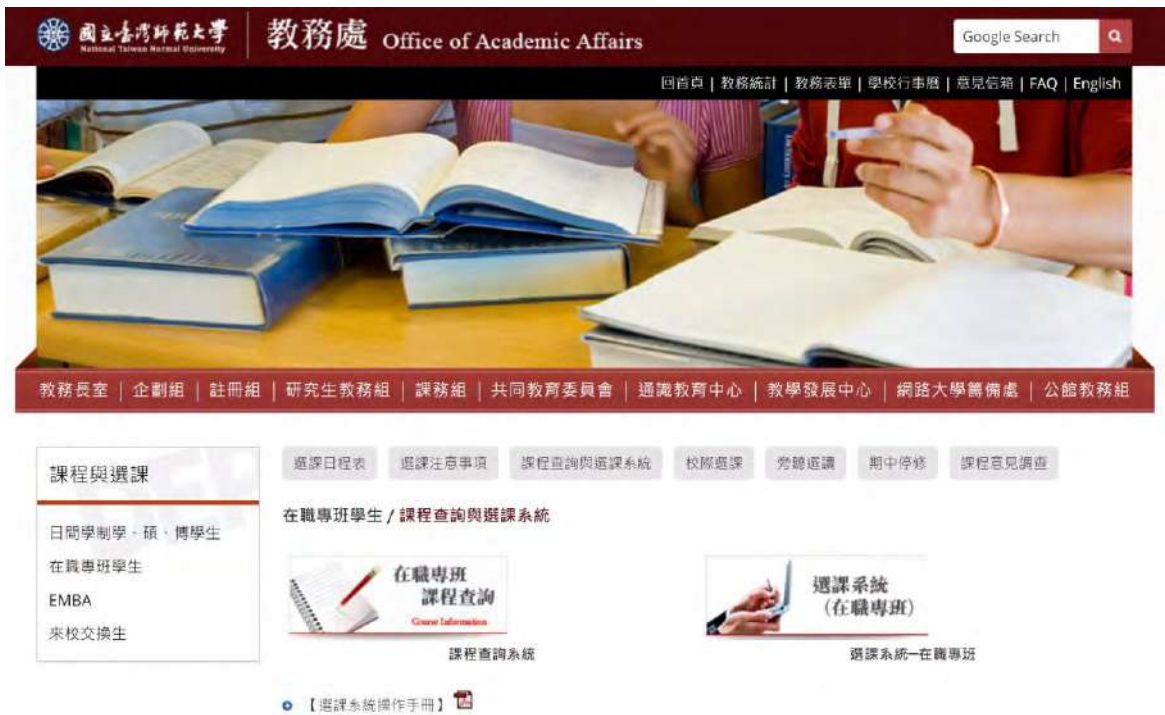 國立臺灣師範大學
National Taiwan Normal University
教務處 Office of Academic Affairs
Google Search
回首頁 | 教務統計 | 教務表單 | 學校行事曆 | 意見信箱 | FAQ | English
教務長室 | 企劃組 | 註冊組 | 研究生教務組 | 課務組 | 共同教育委員會 | 通識教育中心 | 教學發展中心 | 網路大學籌備處 | 公館教務組
課程與選課
日間學制學、碩、博學生
在職專班學生
EMBA
來校交換生
選課日程表 選課注意事項 課程查詢與選課系統 校際選課 旁聽選讀 期中停修 課程意見調查
在職專班學生 / 課程查詢與選課系統
在職專班
課程查詢
Course Information
課程查詢系統
選課系統
(在職專班)
選課系統─在職專班
【選課系統操作手冊】